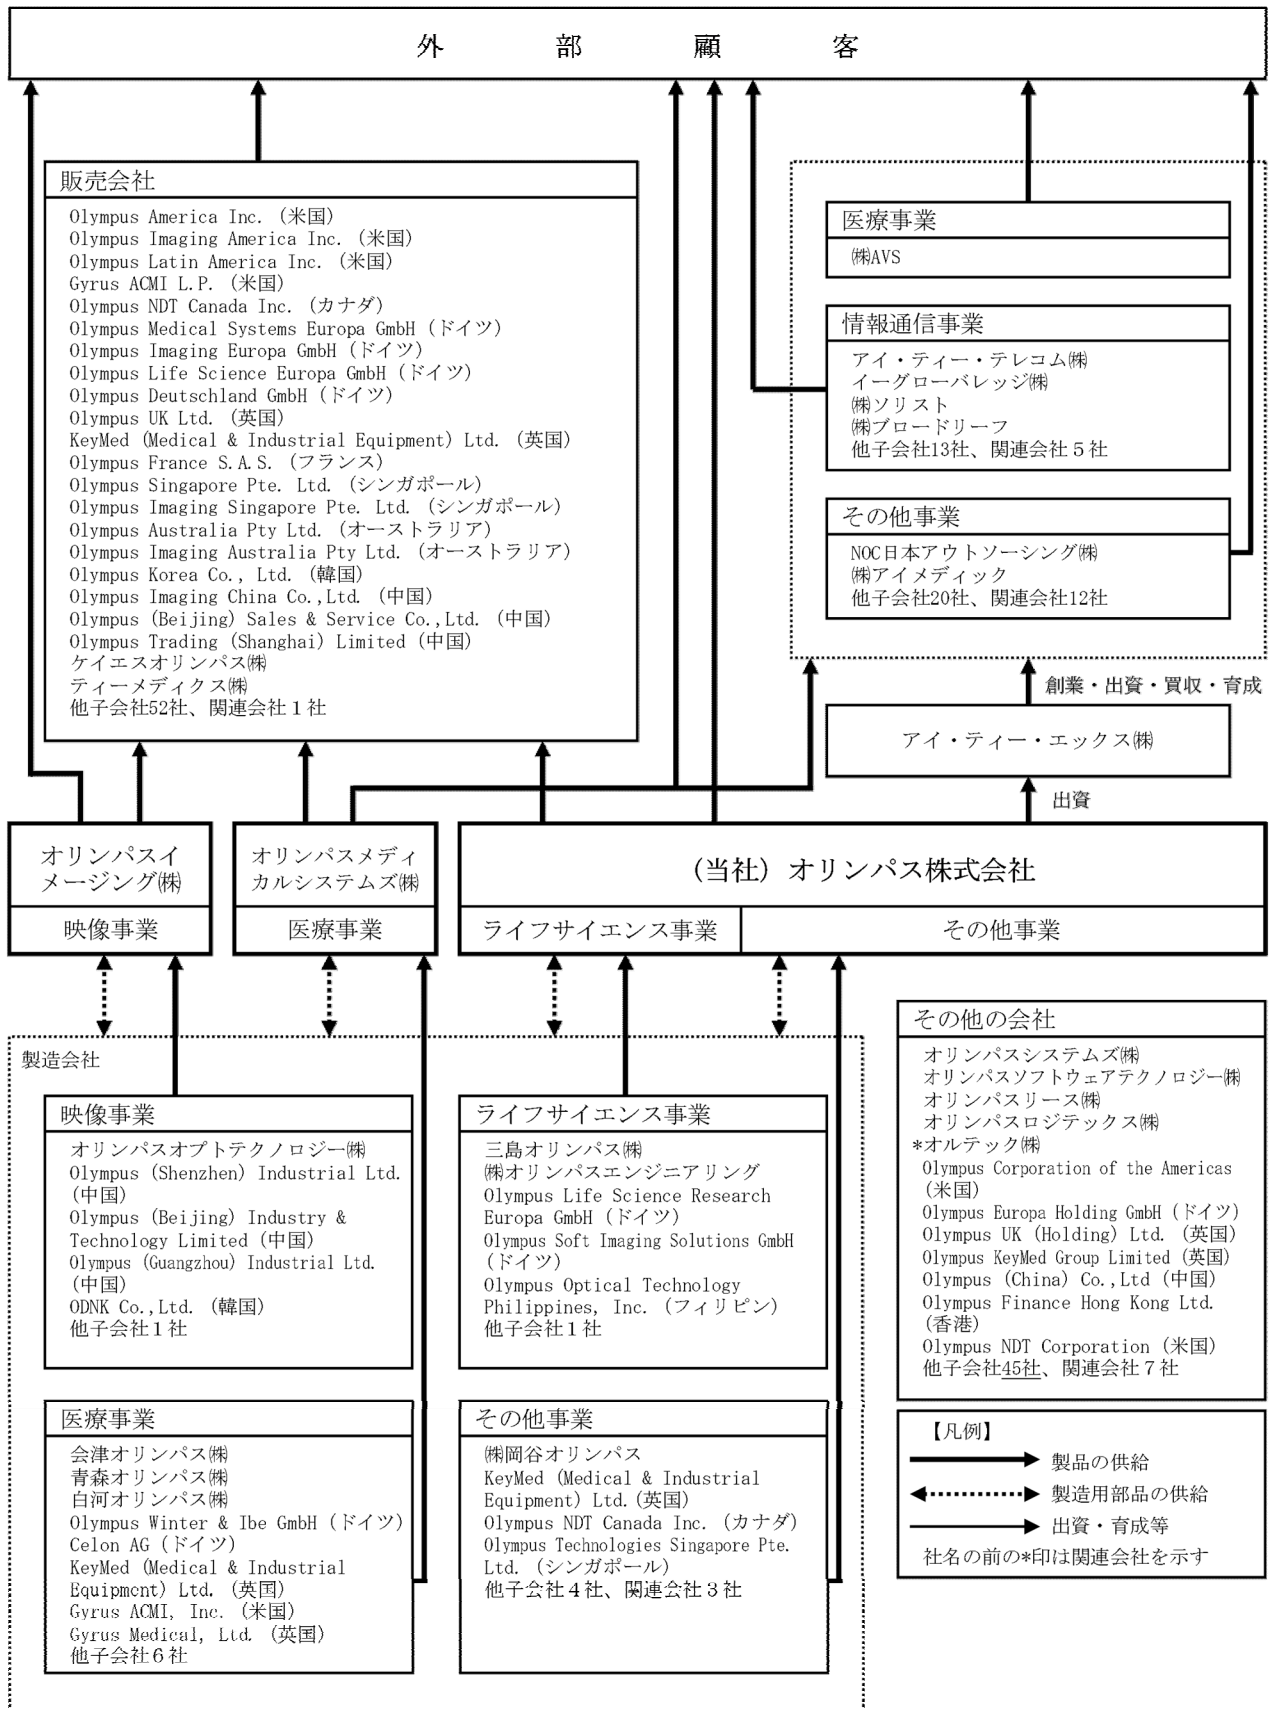 外部顧客
販売会社
Olympus America Inc. (米国)
Olympus Imaging America Inc. (米国)
Olympus Latin America Inc. (米国)
Gyrus ACMI L.P. (米国)
Olympus NDT Canada Inc. (カナダ)
Olympus Medical Systems Europa GmbH (ドイツ)
Olympus Imaging Europa GmbH (ドイツ)
Olympus Life Science Europa GmbH (ドイツ)
Olympus Deutschland GmbH (ドイツ)
Olympus UK Ltd. (英国)
KeyMed (Medical & Industrial Equipment) Ltd. (英国)
Olympus France S.A.S. (フランス)
Olympus Singapore Pte. Ltd. (シンガポール)
Olympus Imaging Singapore Pte. Ltd. (シンガポール)
Olympus Australia Pty Ltd. (オーストラリア)
Olympus Imaging Australia Pty Ltd. (オーストラリア)
Olympus Korea Co., Ltd. (韓国)
Olympus Imaging China Co.,Ltd. (中国)
Olympus (Beijing) Sales & Service Co.,Ltd. (中国)
Olympus Trading (Shanghai) Limited (中国)
ケイエスオリンパス㈱
ティーメディクス㈱
他子会社52社、関連会社１社
医療事業
㈱AVS
情報通信事業
アイ・ティー・テレコム㈱
イーグローバレッジ㈱
㈱ソリスト
㈱ブロードリーフ
他子会社13社、関連会社５社
その他事業
NOC日本アウトソーシング㈱
㈱アイメディック
他子会社20社、関連会社12社
創業・出資・買収・育成
アイ・ティー・エックス㈱
出資
オリンパスイ
メージング㈱
映像事業
オリンパスメディ
カルシステムズ㈱
医療事業
(当社) オリンパス株式会社
ライフサイエンス事業
その他事業
製造会社
映像事業
オリンパスオプトテクノロジー㈱
Olympus (Shenzhen) Industrial Ltd.
(中国)
Olympus (Beijing) Industry &
Technology Limited (中国)
Olympus (Guangzhou) Industrial Ltd.
(中国)
ODNK Co.,Ltd. (韓国)
他子会社１社
ライフサイエンス事業
三島オリンパス㈱
㈱オリンパスエンジニアリング
Olympus Life Science Research
Europa GmbH (ドイツ)
Olympus Soft Imaging Solutions GmbH
(ドイツ)
Olympus Optical Technology
Philippines, Inc. (フィリピン)
他子会社１社
医療事業
会津オリンパス㈱
青森オリンパス㈱
白河オリンパス㈱
Olympus Winter & Ibe GmbH (ドイツ)
Celon AG (ドイツ)
KeyMed (Medical & Industrial
Equipment) Ltd. (英国)
Gyrus ACMI, Inc. (米国)
Gyrus Medical, Ltd. (英国)
他子会社６社
その他事業
㈱岡谷オリンパス
KeyMed (Medical & Industrial
Equipment) Ltd.(英国)
Olympus NDT Canada Inc. (カナダ)
Olympus Technologies Singapore Pte.
Ltd. (シンガポール)
他子会社４社、関連会社３社
その他の会社
オリンパスシステムズ㈱
オリンパスソフトウェアテクノロジー㈱
オリンパスリース㈱
オリンパスロジテックス㈱
*オルテック㈱
Olympus Corporation of the Americas
(米国)
Olympus Europa Holding GmbH (ドイツ)
Olympus UK (Holding) Ltd. (英国)
Olympus KeyMed Group Limited (英国)
Olympus (China) Co.,Ltd (中国)
Olympus Finance Hong Kong Ltd.
(香港)
Olympus NDT Corporation (米国)
他子会社45社、関連会社７社
【凡例】
製品の供給
製造用部品の供給
出資・育成等
社名の前の*印は関連会社を示す